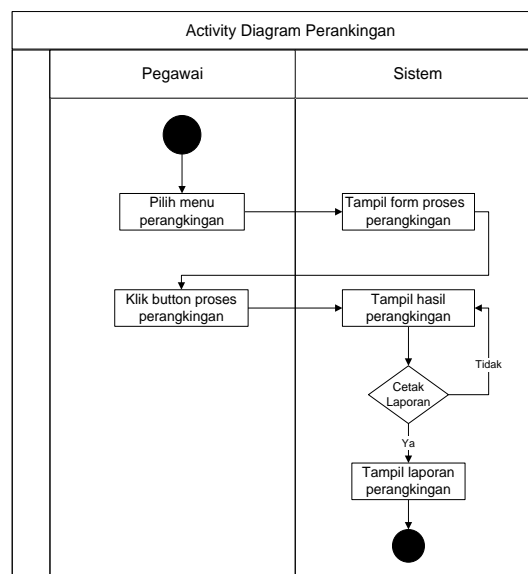 Activity Diagram Perankingan
Pegawai
Sistem
Pilih menu
perangkingan
Tampil form proses
perangkingan
Klik button proses
perangkingan
Tampil hasil
perangkingan
Tidak
Cetak
Laporan
Ya
Tampil laporan
perangkingan